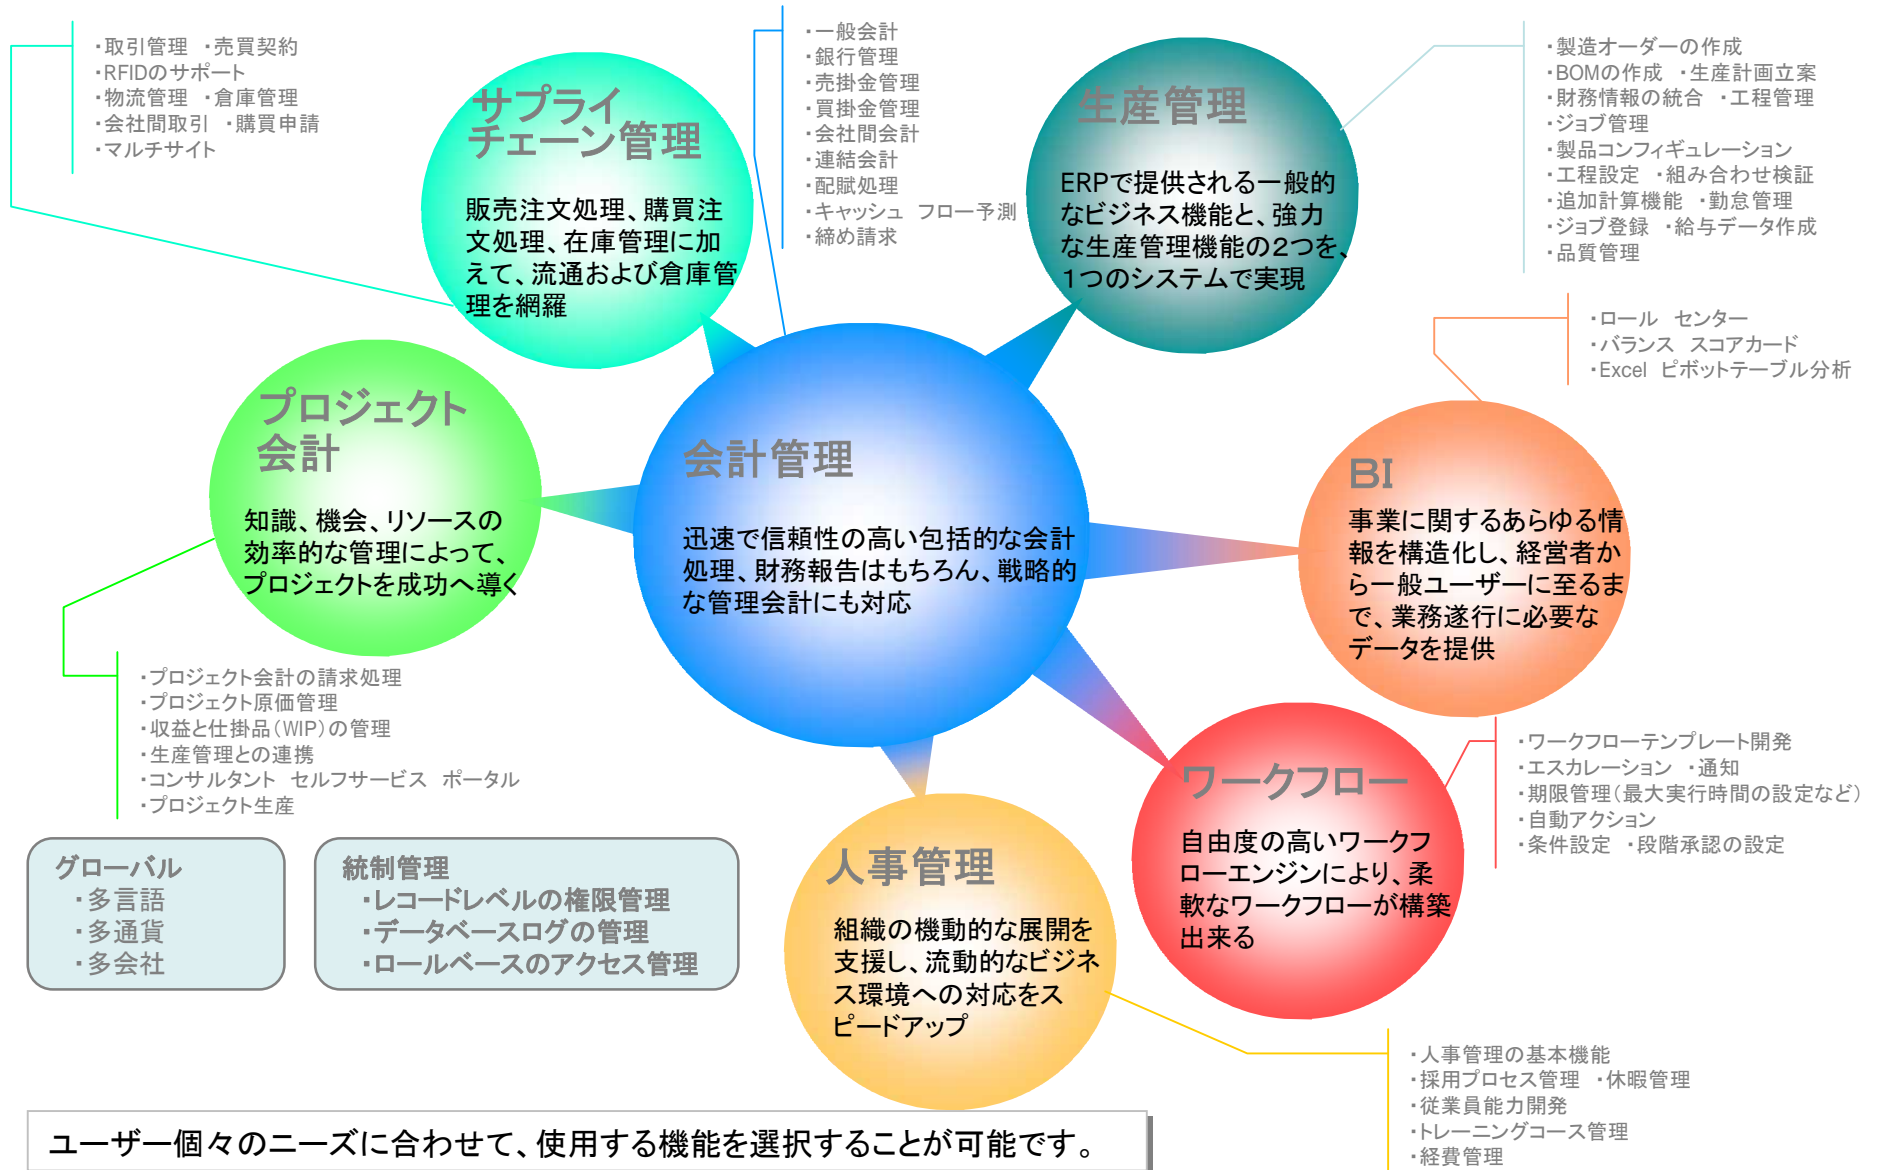 ・取引管理　・売買契約
・RFIDのサポート
・物流管理　・倉庫管理
・会社間取引　・購買申請
・マルチサイト
サプライ
チェーン管理
販売注文処理、購買注
文処理、在庫管理に加
えて、流通および倉庫管
理を網羅
・一般会計
・銀行管理
・売掛金管理
・買掛金管理
・会社間会計
・連結会計
・配賦処理
・キャッシュ　フロー予測
・締め請求
生産管理
ERPで提供される一般的
なビジネス機能と、強力
な生産管理機能の２つを、
１つのシステムで実現
・製造オーダーの作成
・BOMの作成　・生産計画立案
・財務情報の統合　・工程管理
・ジョブ管理
・製品コンフィギュレーション
・工程設定　・組み合わせ検証
・追加計算機能　・勤怠管理
・ジョブ登録　・給与データ作成
・品質管理
・ロール　センター
・バランス　スコアカード
・Excel　ピボットテーブル分析
プロジェクト
会計
知識、機会、リソースの
効率的な管理によって、
プロジェクトを成功へ導く
会計管理
迅速で信頼性の高い包括的な会計
処理、財務報告はもちろん、戦略的
な管理会計にも対応
BI
事業に関するあらゆる情
報を構造化し、経営者か
ら一般ユーザーに至るま
で、業務遂行に必要な
データを提供
・プロジェクト会計の請求処理
・プロジェクト原価管理
・収益と仕掛品（WIP）の管理
・生産管理との連携
・コンサルタント　セルフサービス　ポータル
・プロジェクト生産
ワークフロー
自由度の高いワークフ
ローエンジンにより、柔
軟なワークフローが構築
出来る
・ワークフローテンプレート開発
・エスカレーション　・通知
・期限管理（最大実行時間の設定など）
・自動アクション
・条件設定　・段階承認の設定
グローバル
・多言語
・多通貨
・多会社
統制管理
・レコードレベルの権限管理
・データベースログの管理
・ロールベースのアクセス管理
人事管理
組織の機動的な展開を
支援し、流動的なビジネ
ス環境への対応をス
ピードアップ
・人事管理の基本機能
・採用プロセス管理　・休暇管理
・従業員能力開発
・トレーニングコース管理
・経費管理
ユーザー個々のニーズに合わせて、使用する機能を選択することが可能です。